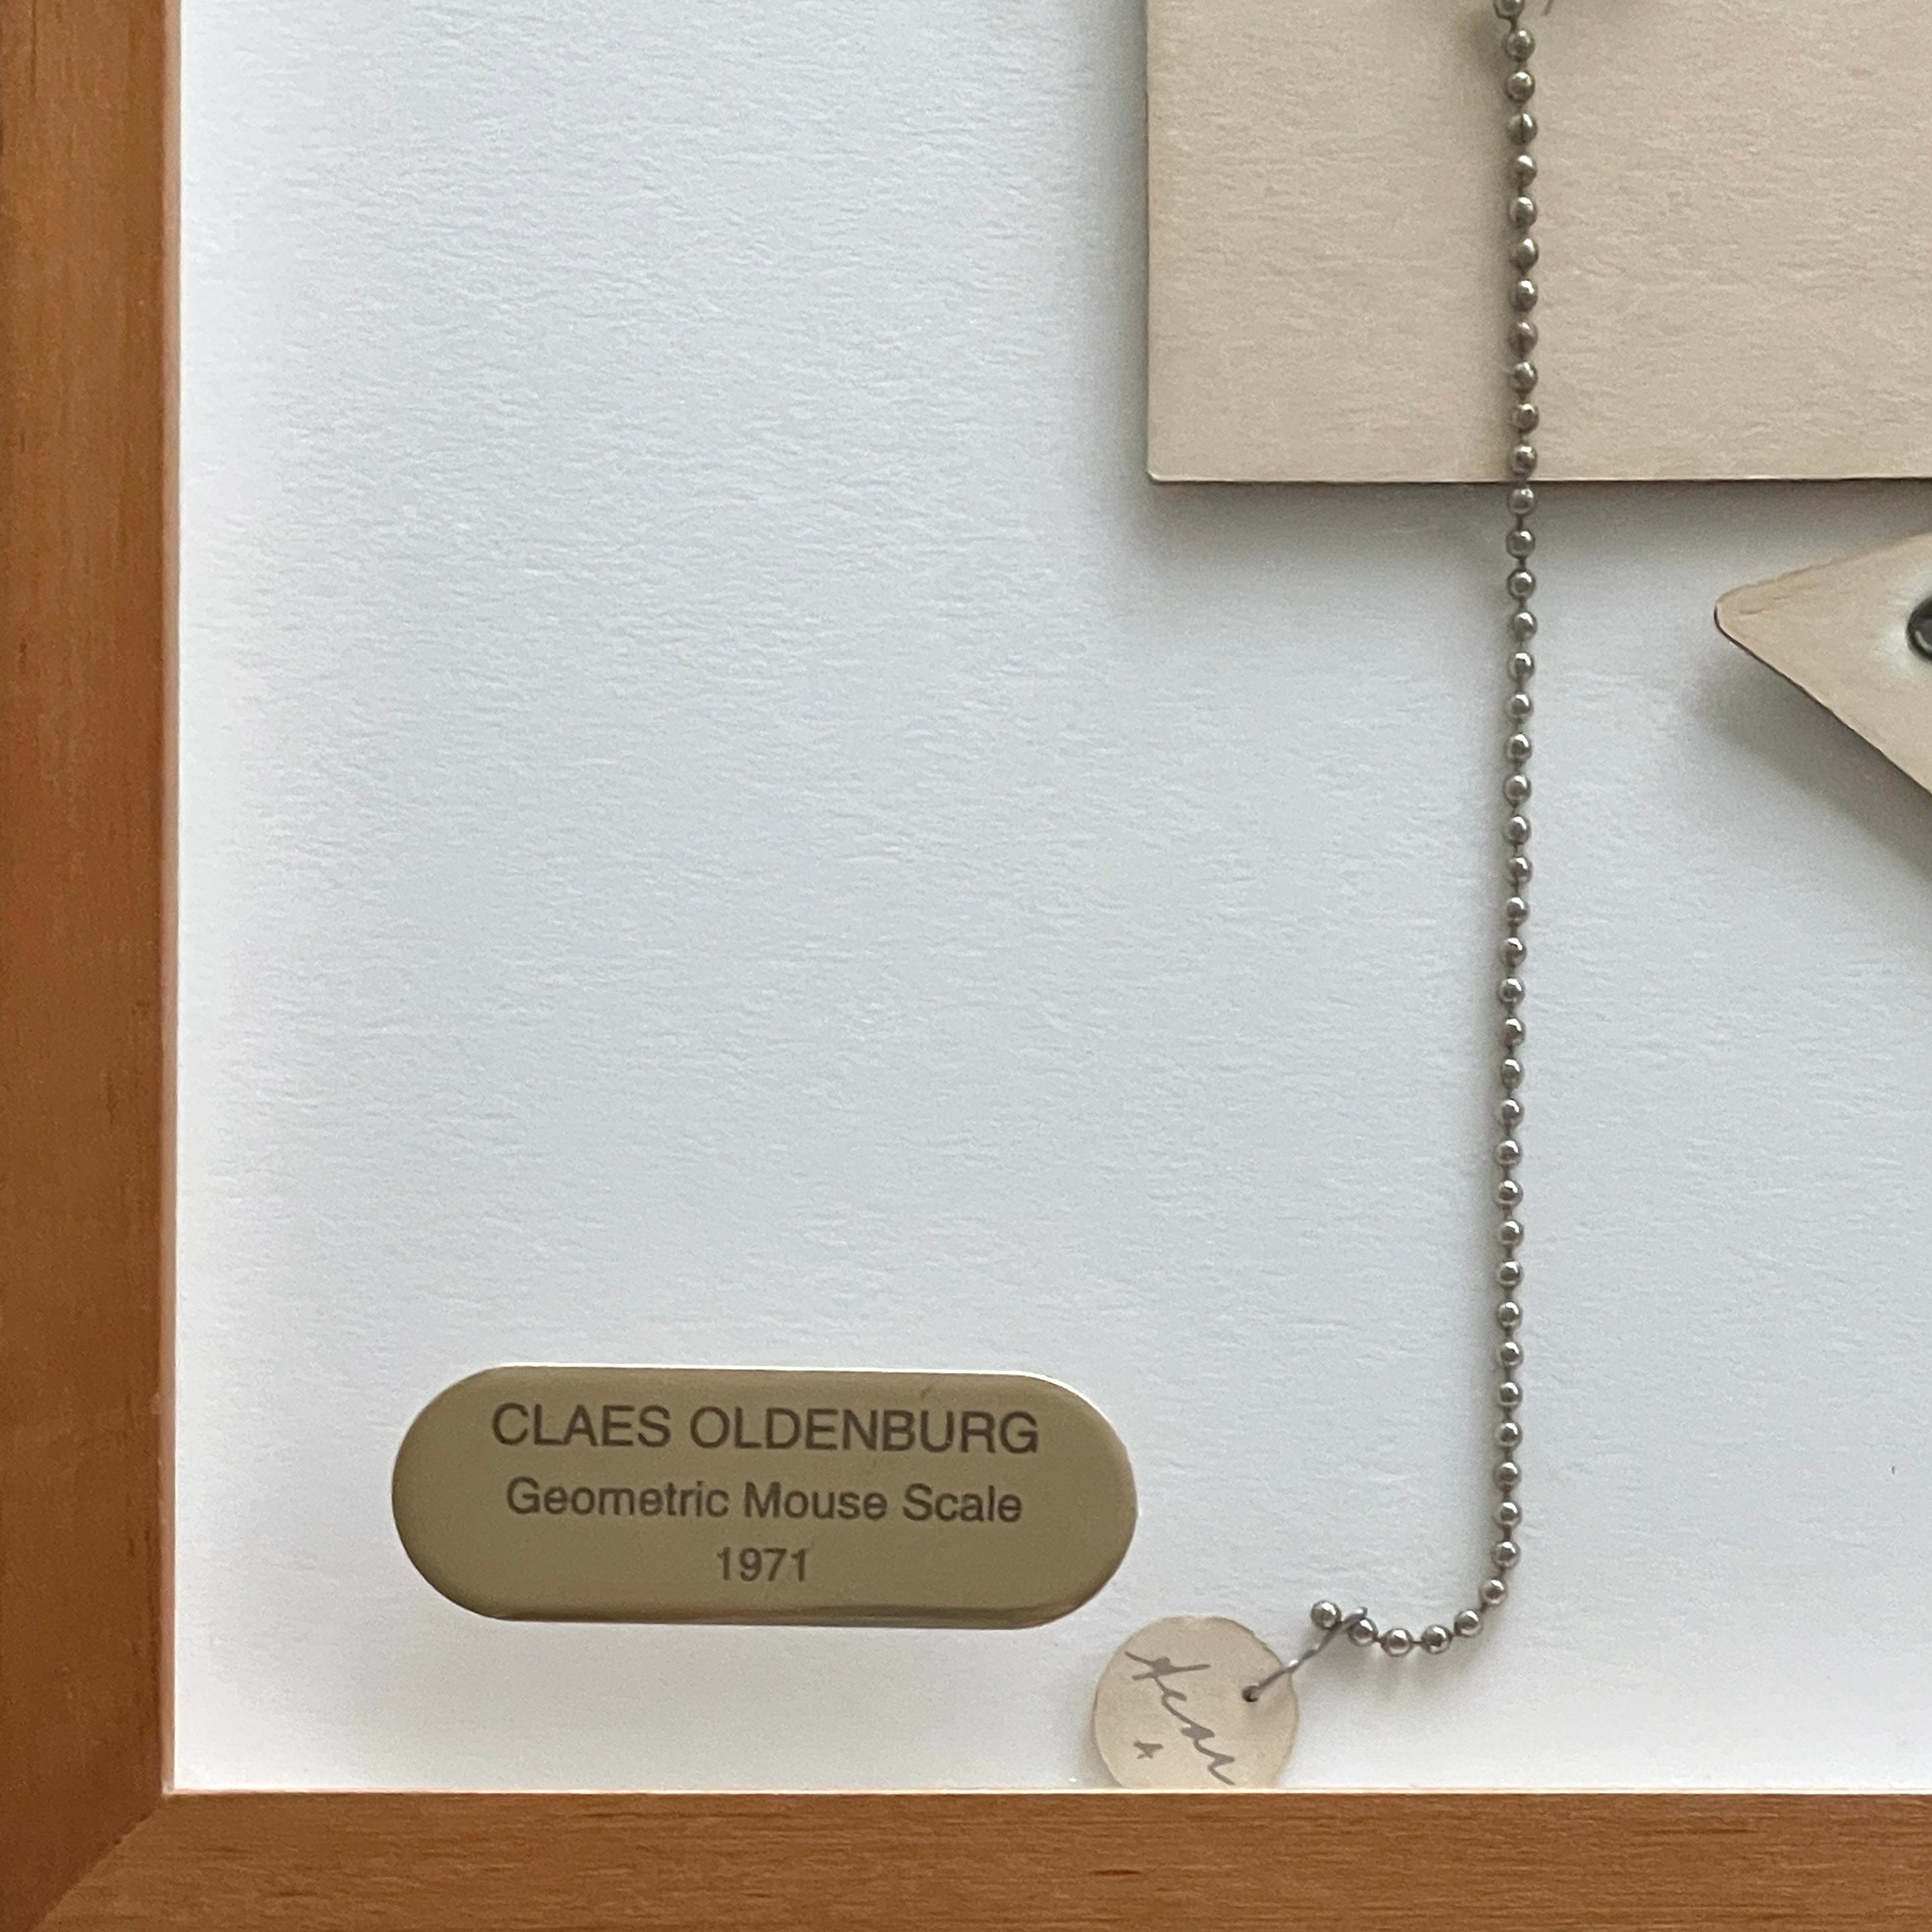 CLAES OLDENBURG
Geometric Mouse Scale
1971